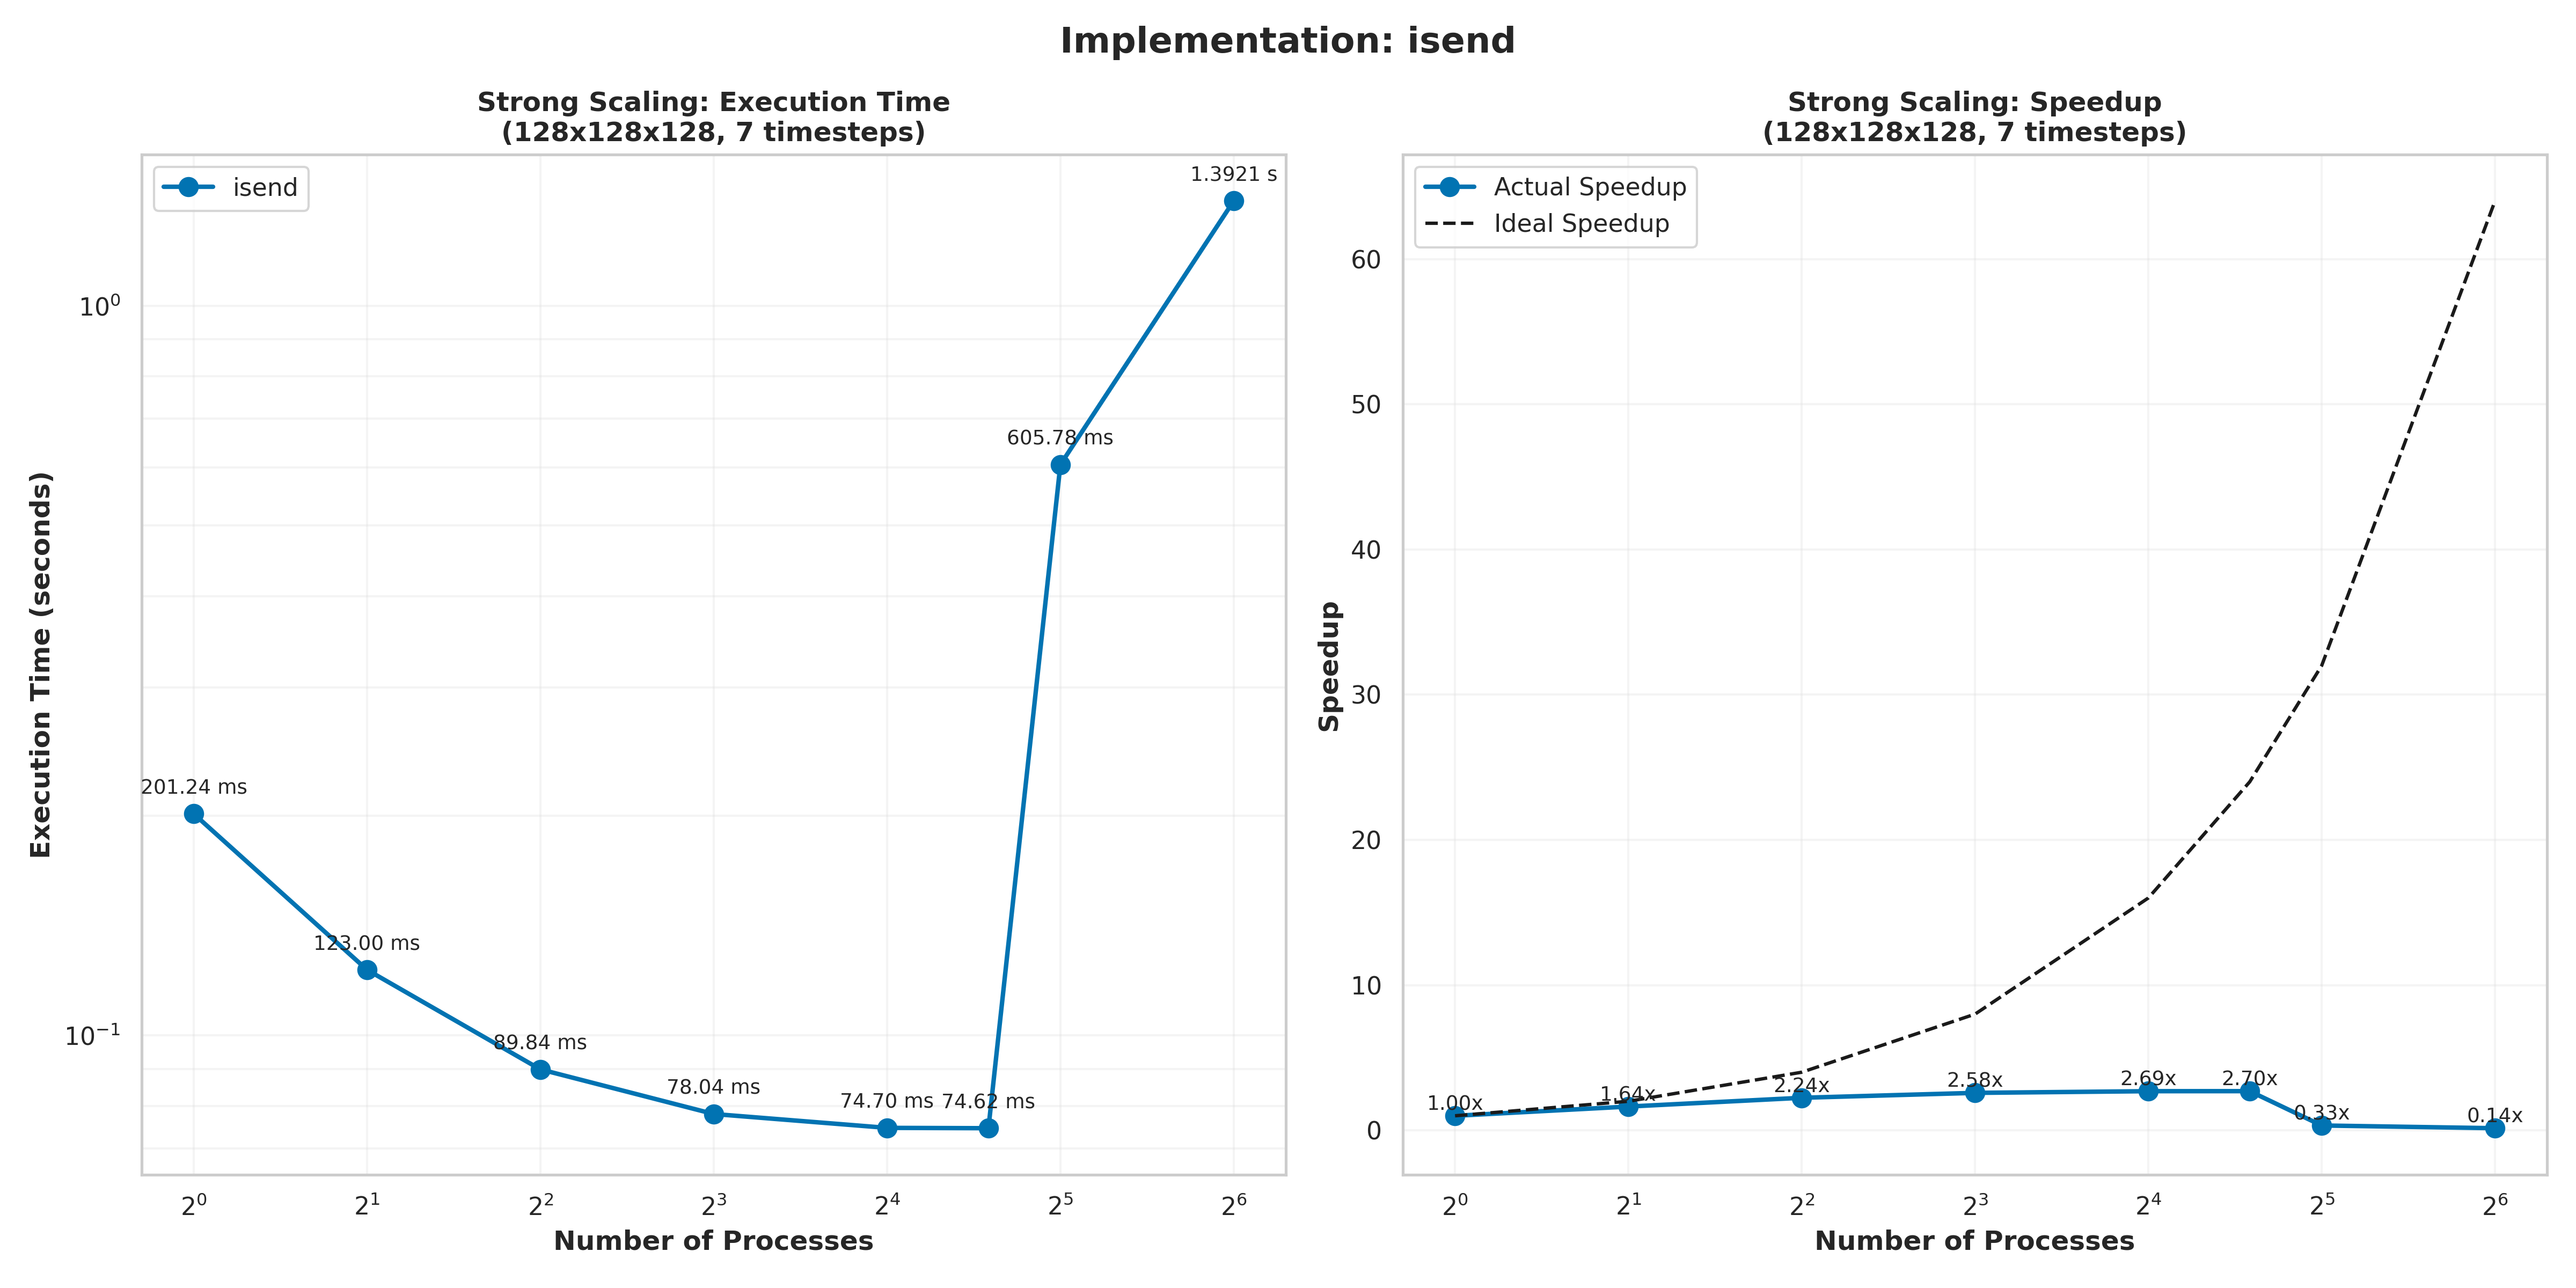 Implementation: isend
Strong Scaling: Execution Time
(128x128x128, 7 timesteps)
isend
10⁰
10⁻¹
Execution Time (seconds)
201.24 ms
123.00 ms
89.84 ms
78.04 ms
74.70 ms
74.62 ms
605.78 ms
1.3921 s
2⁰ 2¹ 2² 2³ 2⁴ 2⁵ 2⁶
Number of Processes
Strong Scaling: Speedup
(128x128x128, 7 timesteps)
Actual Speedup
Ideal Speedup
60
50
40
30
20
10
0
Speedup
1.00x
1.64x
2.24x
2.58x
2.69x
2.70x
0.33x
0.14x
2⁰ 2¹ 2² 2³ 2⁴ 2⁵ 2⁶
Number of Processes